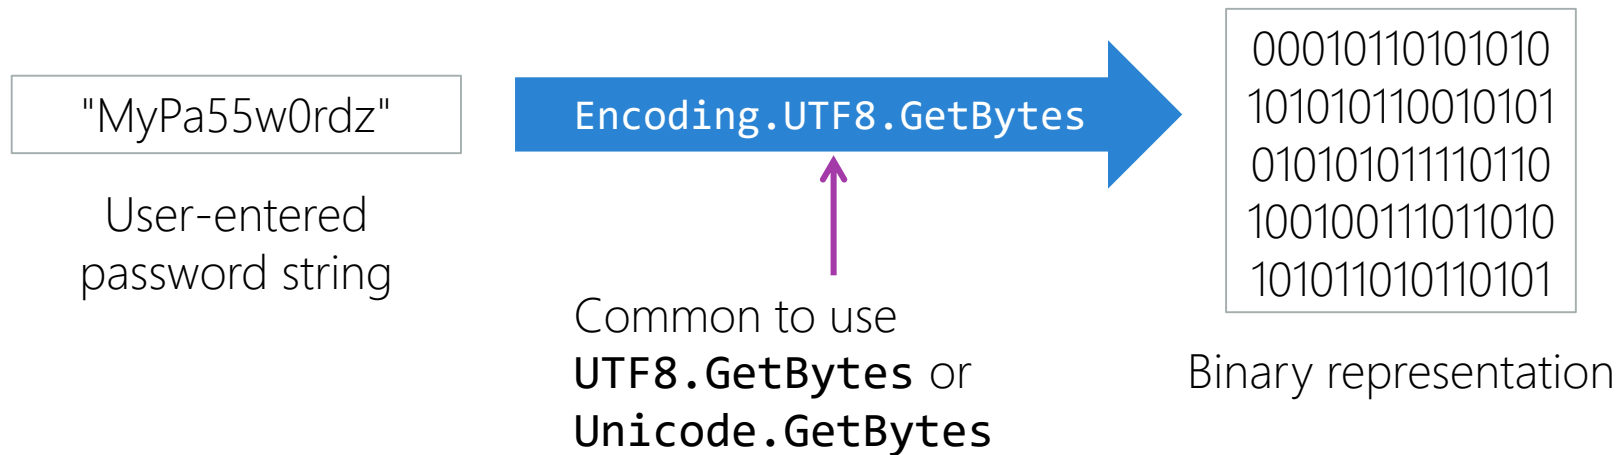 "MyPa55w0rdz"
User-entered
password string
Encoding.UTF8.GetBytes
Common to use
UTF8.GetBytes or
Unicode.GetBytes
00010110101010
101010110010101
010101011110110
100100111011010
101011010110101
Binary representation